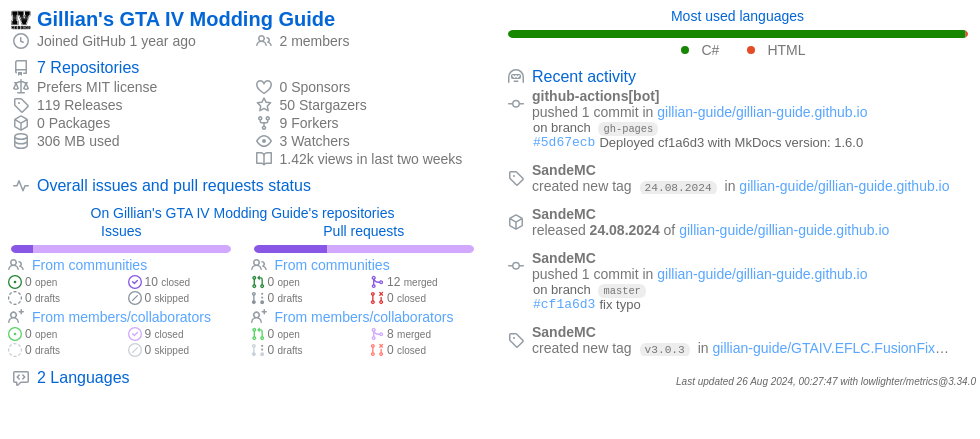 IV
Gillian's GTA IV Modding Guide
Joined GitHub 1 year ago
2 members
7 Repositories
Prefers MIT license
119 Releases
0 Packages
306 MB used
0 Sponsors
50 Stargazers
9 Forkers
3 Watchers
1.42k views in last two weeks
Overall issues and pull requests status
On Gillian's GTA IV Modding Guide's repositories
Issues
From communities
0 open
10 closed
0 drafts
0 skipped
From members/collaborators
0 open
9 closed
0 drafts
0 skipped
Pull requests
From communities
0 open
12 merged
0 drafts
0 closed
From members/collaborators
0 open
8 merged
0 drafts
0 closed
2 Languages
Most used languages
C#
HTML
Recent activity
github-actions[bot]
pushed 1 commit in gillian-guide/gillian-guide.github.io
on branch gh-pages
#5d67ecb Deployed cf1a6d3 with MkDocs version: 1.6.0
SandeMC
created new tag 24.08.2024 in gillian-guide/gillian-guide.github.io
SandeMC
released 24.08.2024 of gillian-guide/gillian-guide.github.io
SandeMC
pushed 1 commit in gillian-guide/gillian-guide.github.io
on branch master
#cf1a6d3 fix typo
SandeMC
created new tag v3.0.3 in gillian-guide/GTAIV.EFLC.FusionFix…
Last updated 26 Aug 2024, 00:27:47 with lowlighter/metrics@3.34.0